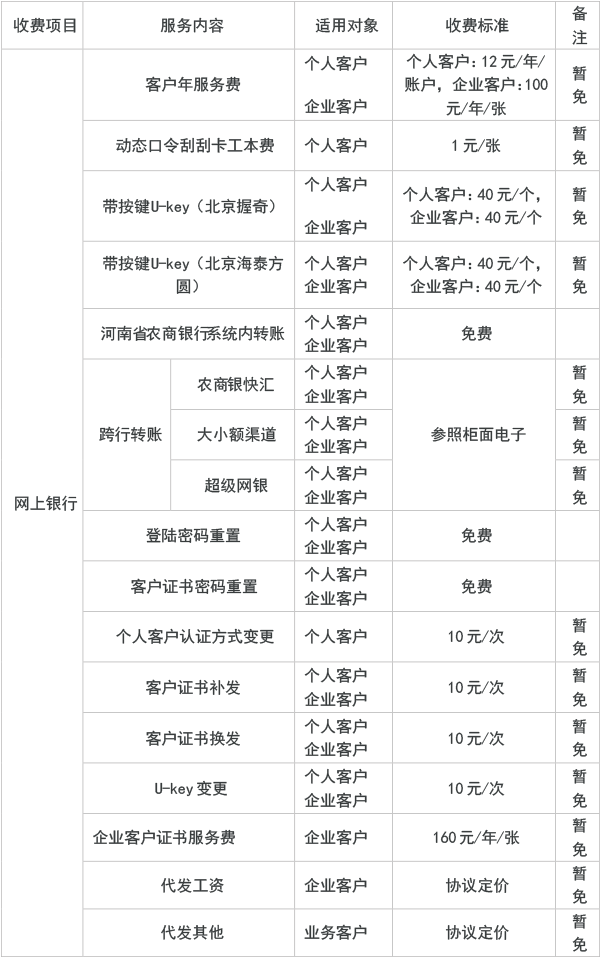 收费项目 服务内容 适用对象 收费标准 备注
网上银行
客户年服务费 个人客户 企业客户 个人客户：12元/年/账户，企业客户：100元/年/张 暂免
动态口令刮刮卡工本费 个人客户 1元/张 暂免
带按键U-key（北京握奇） 个人客户 企业客户 个人客户：40元/个，企业客户：40元/个 暂免
带按键U-key（北京海泰方圆） 个人客户 企业客户 个人客户：40元/个，企业客户：40元/个 暂免
河南省农商银行系统内转账 个人客户 企业客户 免费
跨行转账 农商银快汇 个人客户 企业客户 参照柜面电子 暂免
大小额渠道 个人客户 企业客户 暂免
超级网银 个人客户 企业客户 暂免
登陆密码重置 个人客户 企业客户 免费
客户证书密码重置 个人客户 企业客户 免费
个人客户认证方式变更 个人客户 10元/次 暂免
客户证书补发 个人客户 企业客户 10元/次 暂免
客户证书换发 个人客户 企业客户 10元/次 暂免
U-key变更 个人客户 企业客户 10元/次 暂免
企业客户证书服务费 企业客户 160元/年/张 暂免
代发工资 企业客户 协议定价 暂免
代发其他 业务客户 协议定价 暂免